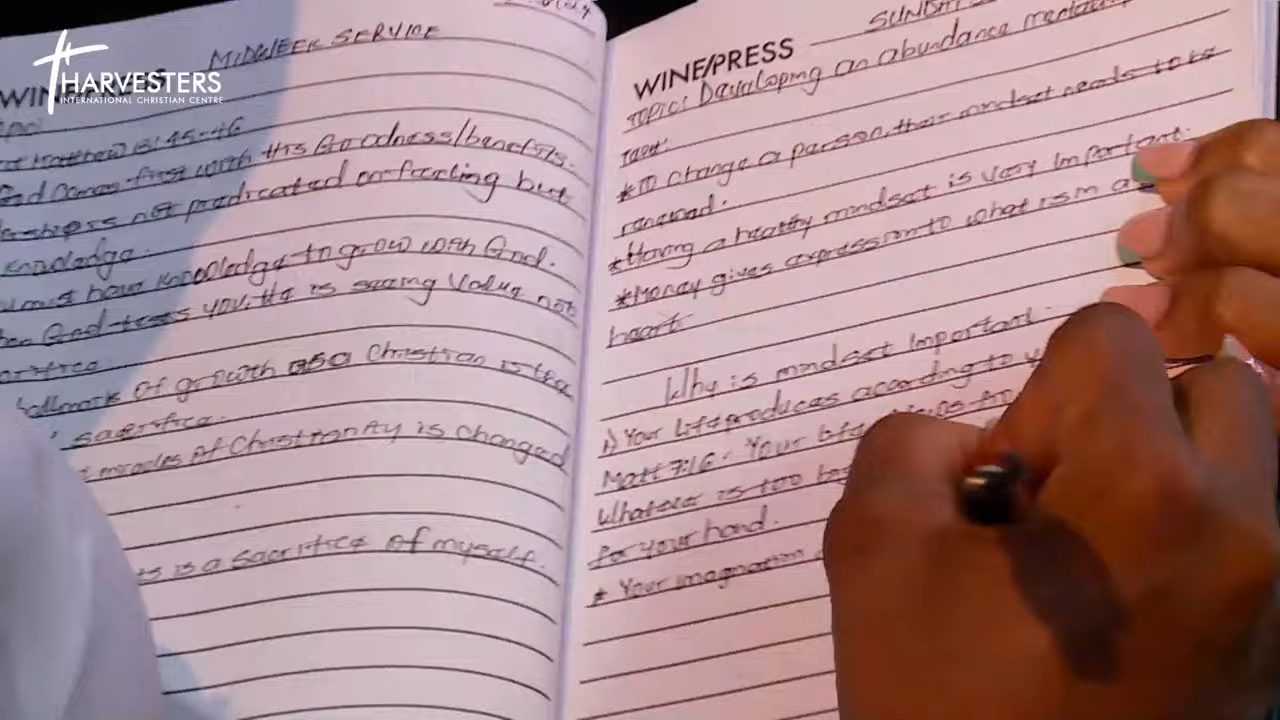 HARVESTERS
INTERNATIONAL CHRISTIAN CENTRE
MIDWEEK SERVICE
Matthew 13:45-46
God comes first with His Goodness/benefits.
is not predicated on feeling but
knowledge.
must have knowledge to grow with God.
God tests you, He is seeing Value not
hallmark of growth as a Christian is the
sacrifice.
miracles of Christianity is changed
is a sacrifice of myself.
WINE/PRESS
Topic: Developing an abundance
*To change a person, their mindset needs to be
renewed.
*Having a healthy mindset is very important.
*Money gives expression to what is in a
heart.
Why is mindset important.
1) Your life produces according to
Matt 7:16. Your
Whatever is too
for your hand.
* Your imagination